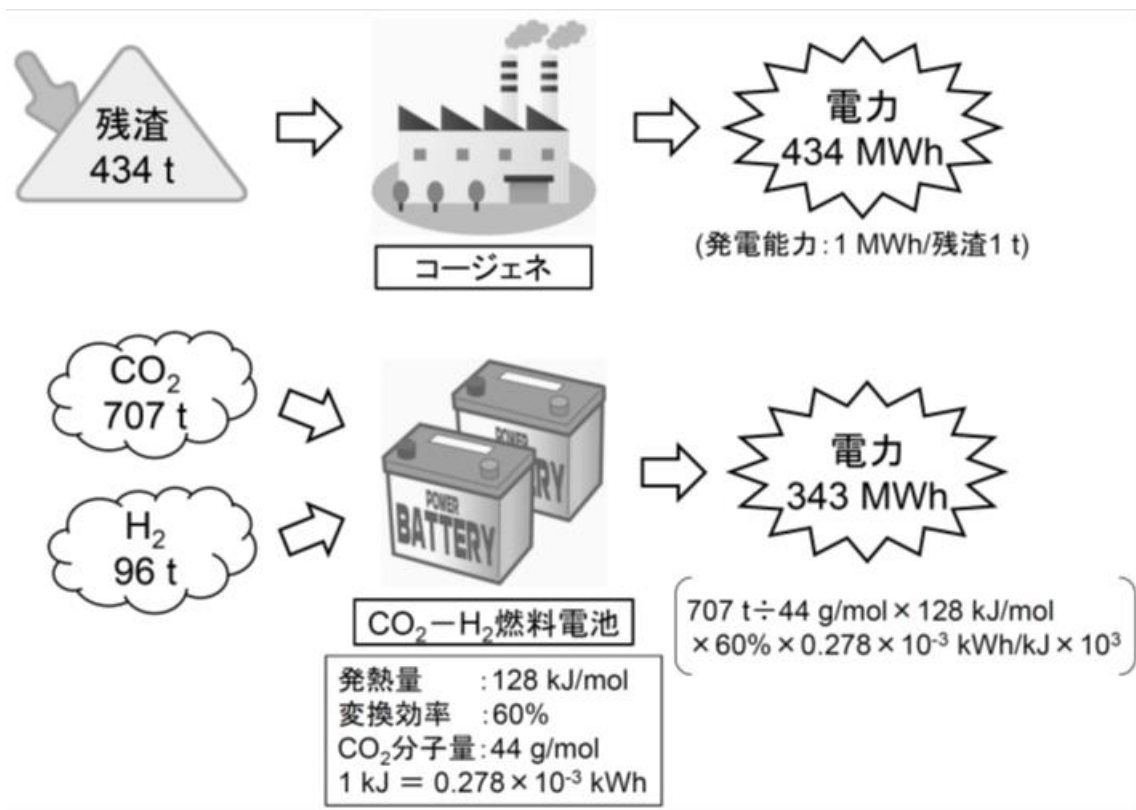 残渣
434 t
電力
434 MWh
(発電能力:1 MWh/残渣1 t)
コージェネ
CO₂
707 t
H₂
96 t
POWER
BATTERY
POWER
BATTERY
電力
343 MWh
CO₂－H₂燃料電池
707 t÷44 g/mol×128 kJ/mol
×60%×0.278×10⁻³ kWh/kJ×10³
発熱量　　:128 kJ/mol
変換効率　:60%
CO₂分子量:44 g/mol
1 kJ ＝ 0.278×10⁻³ kWh